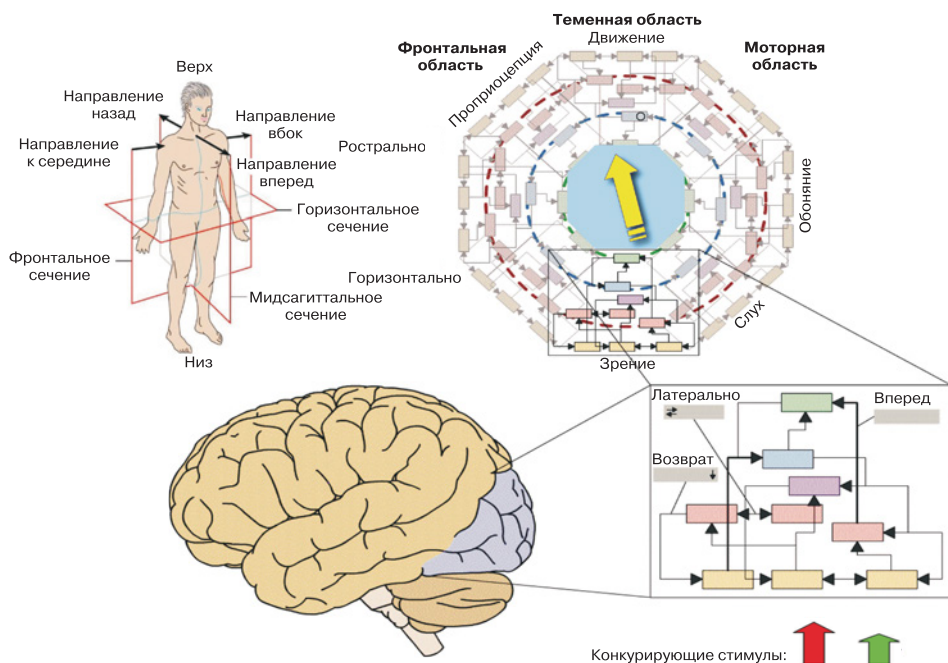 Верх
Направление
назад
Направление
вбок
Направление
к середине
Направление
вперед
Горизонтальное
сечение
Фронтальное
сечение
Мидсагиттальное
сечение
Низ
Теменная область
Движение
Фронтальная
область
Моторная
область
Проприоцепция
Рострально
Обоняние
Горизонтально
Слух
Зрение
Латерально
Вперед
Возврат
Конкурирующие стимулы: